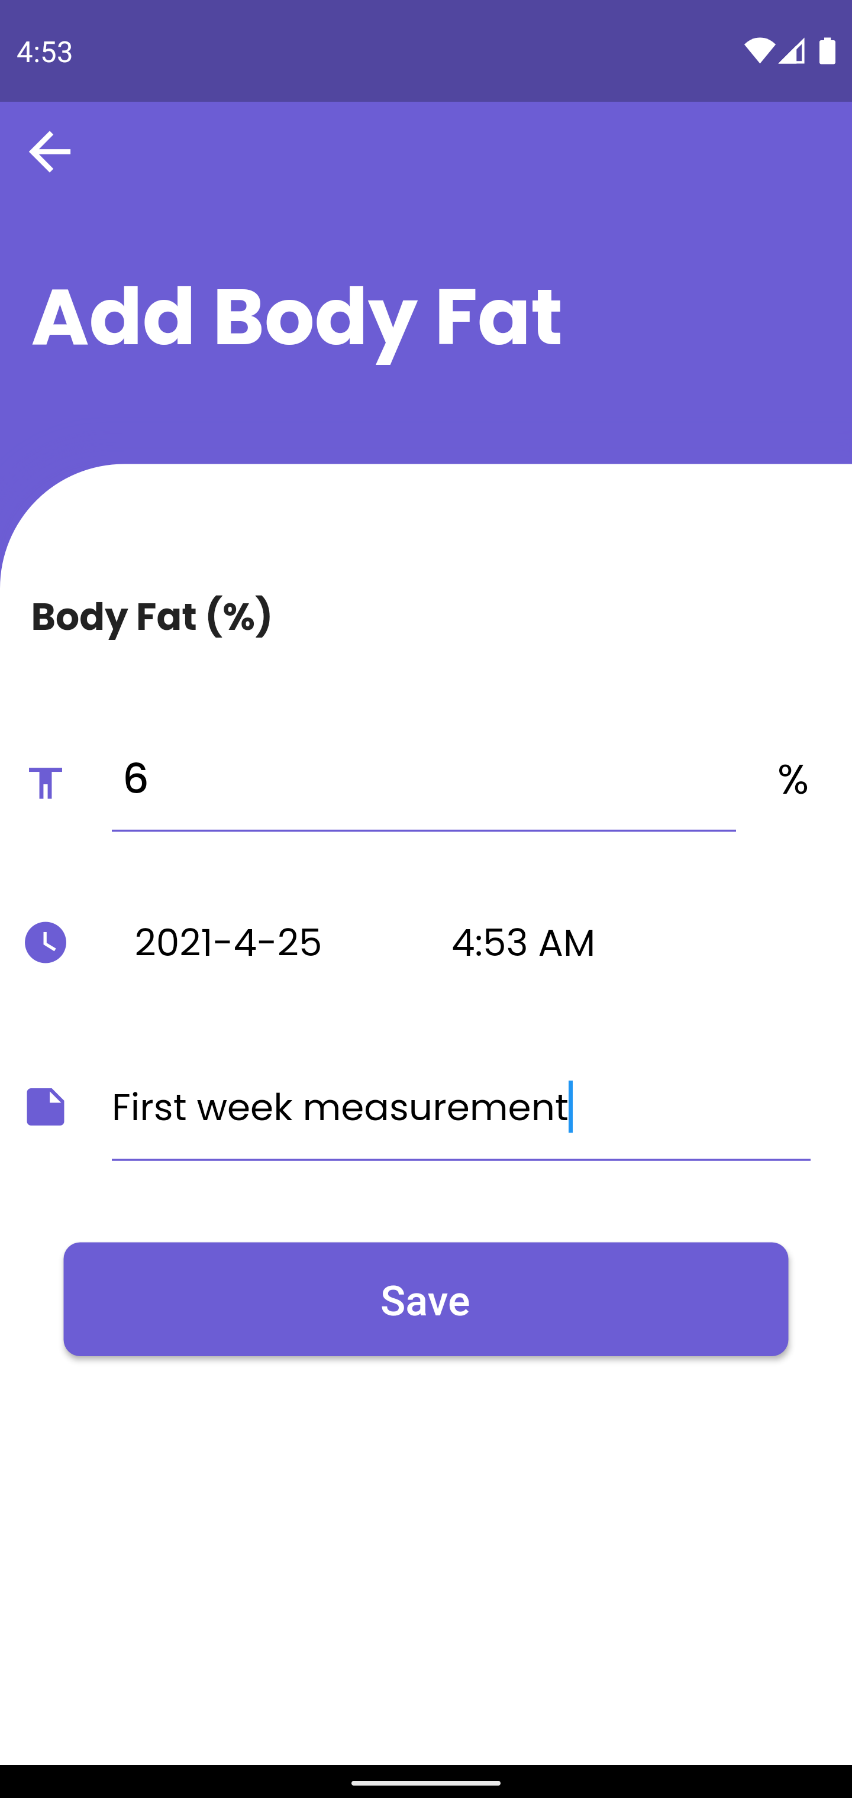 4:53
Add Body Fat
Body Fat (%)
6 %
2021-4-25 4:53 AM
First week measurement
Save